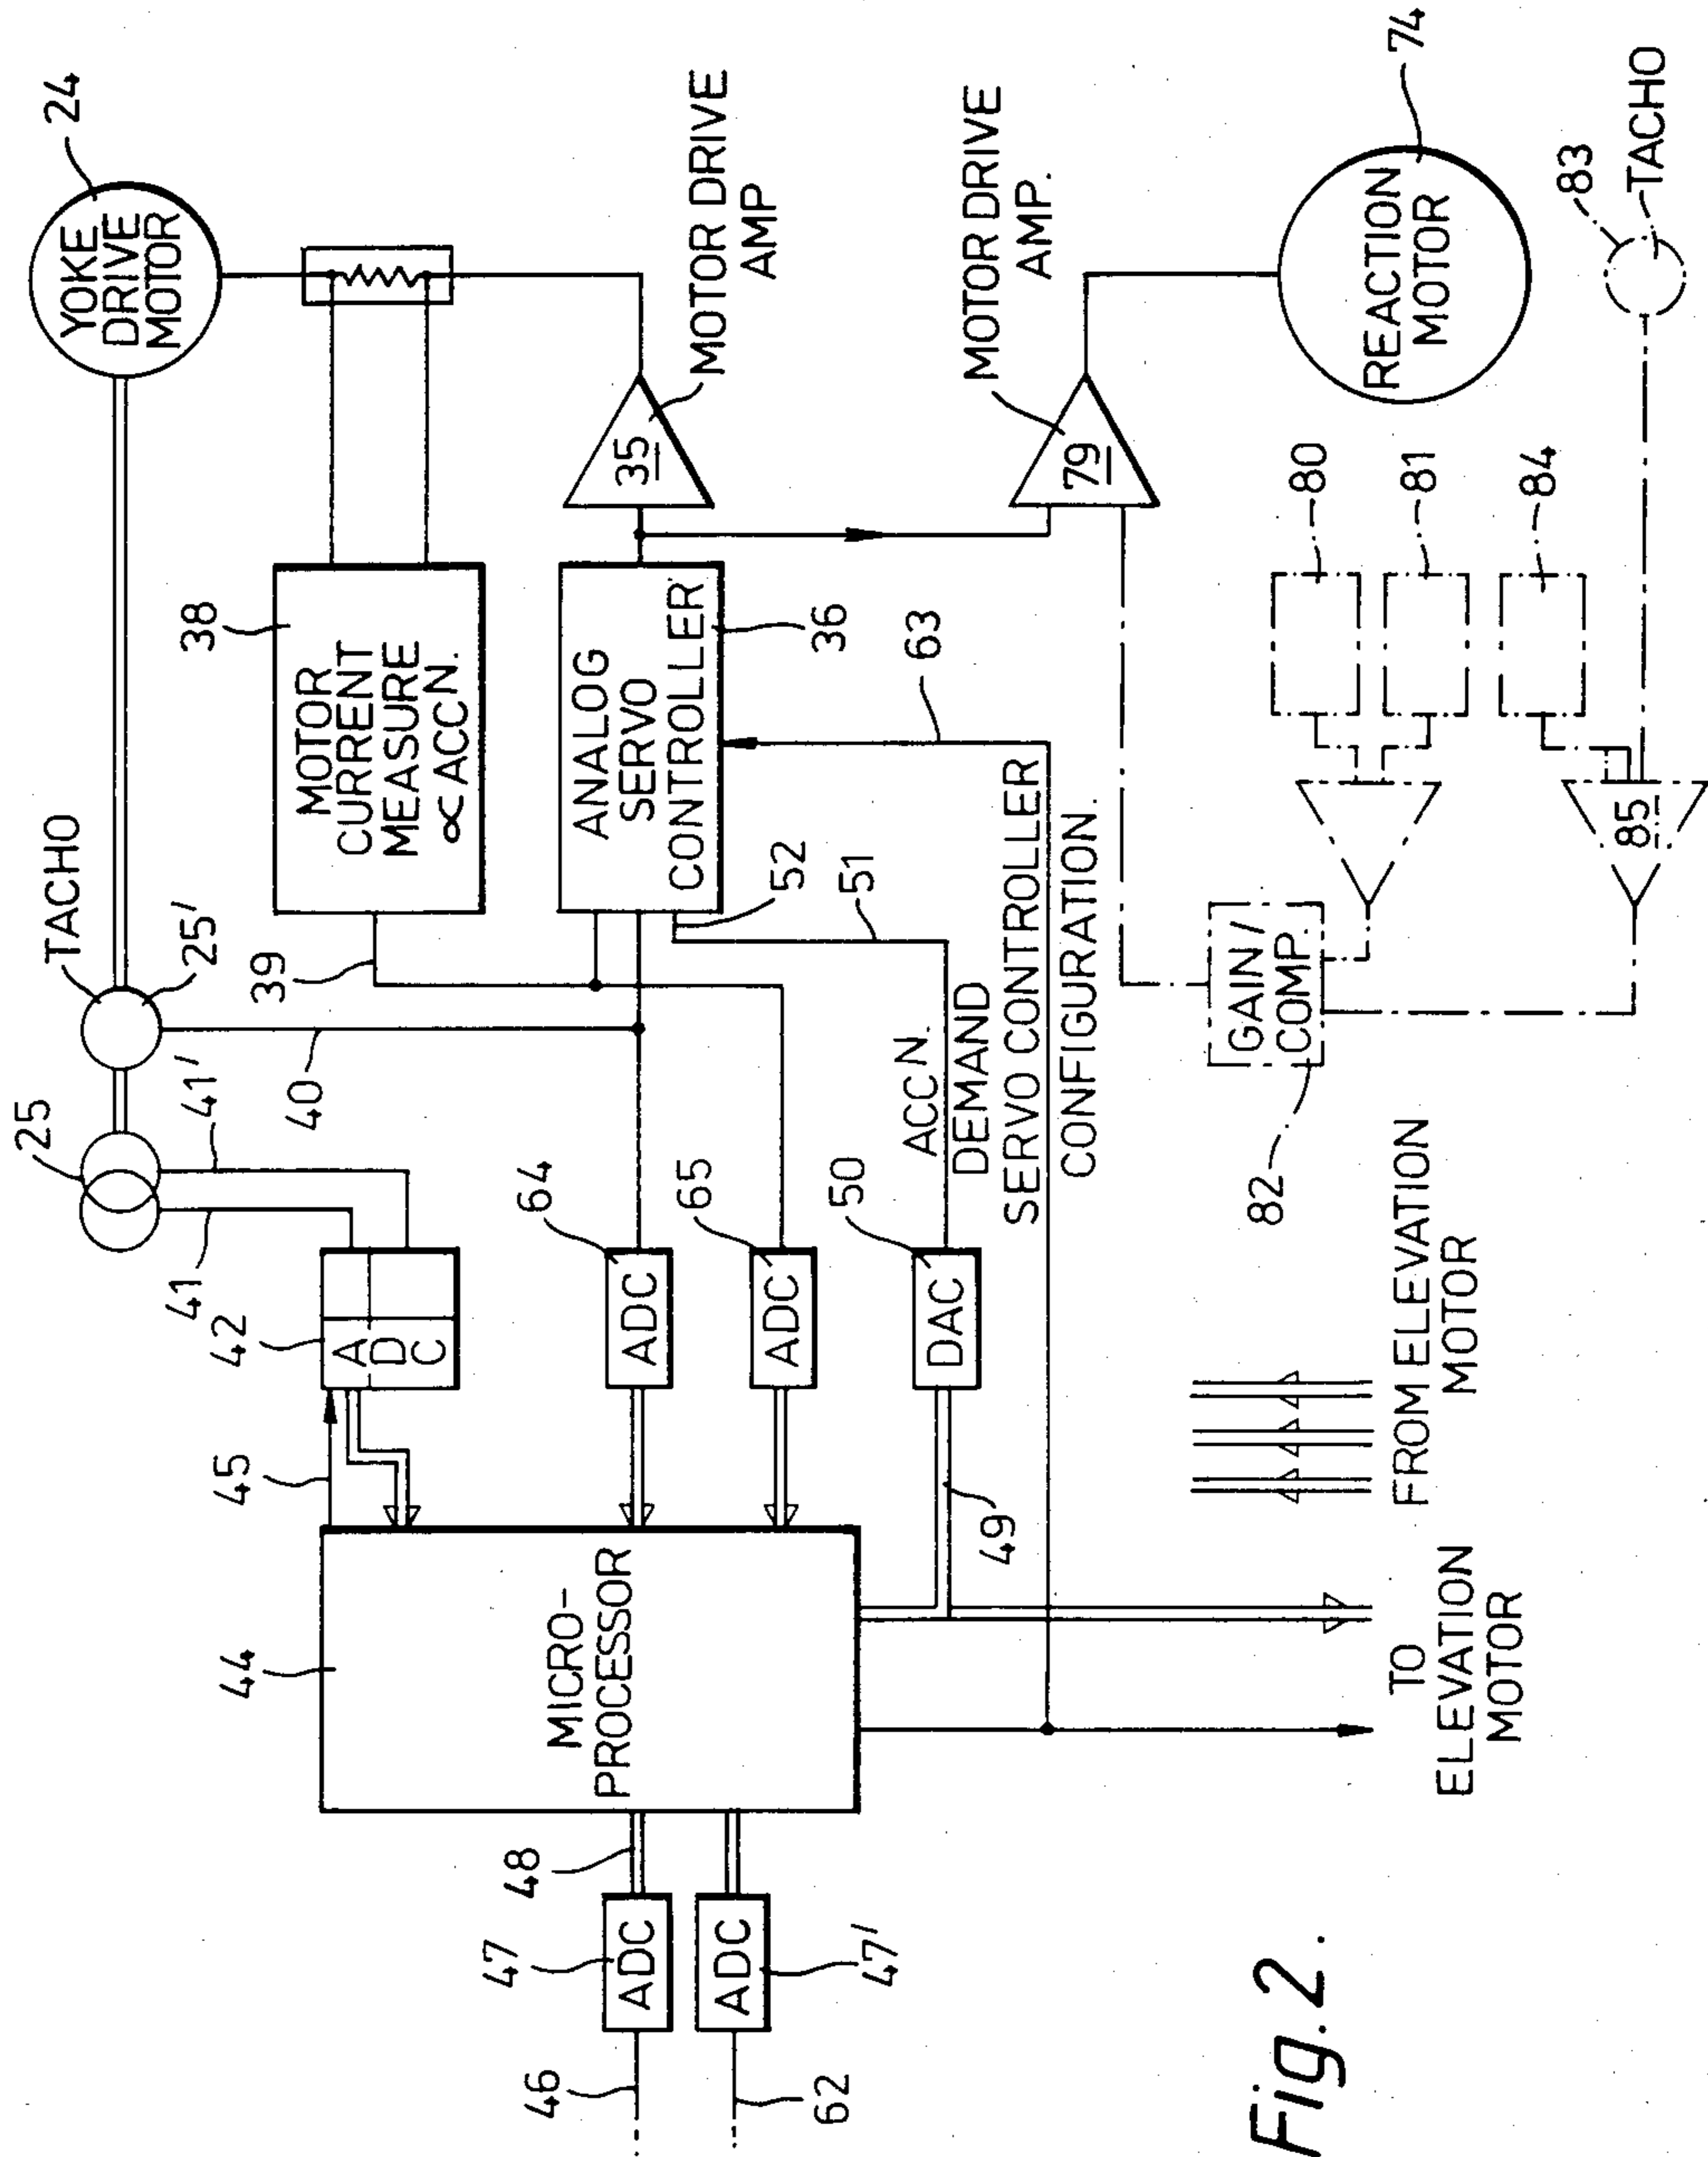 YOKE
DRIVE
MOTOR
24
TACHO
25'
25
41'
41
42
A
D
C
45
40
39
38
MOTOR
CURRENT
MEASURE
∝ACCN.
35
MOTOR DRIVE
AMP
ANALOG
SERVO
CONTROLLER
36
52
51
63
64
ADC
65
ADC
50
DAC
ACCN.
DEMAND
SERVO CONTROLLER
CONFIGURATION.
49
44
MICRO-
PROCESSOR
48
47
ADC
ADC
47'
46
62
MOTOR DRIVE
AMP.
79
REACTION
MOTOR
74
83
TACHO
80
81
84
85
GAIN/
COMP.
82
FROM ELEVATION
MOTOR
TO
ELEVATION
MOTOR
Fig. 2.